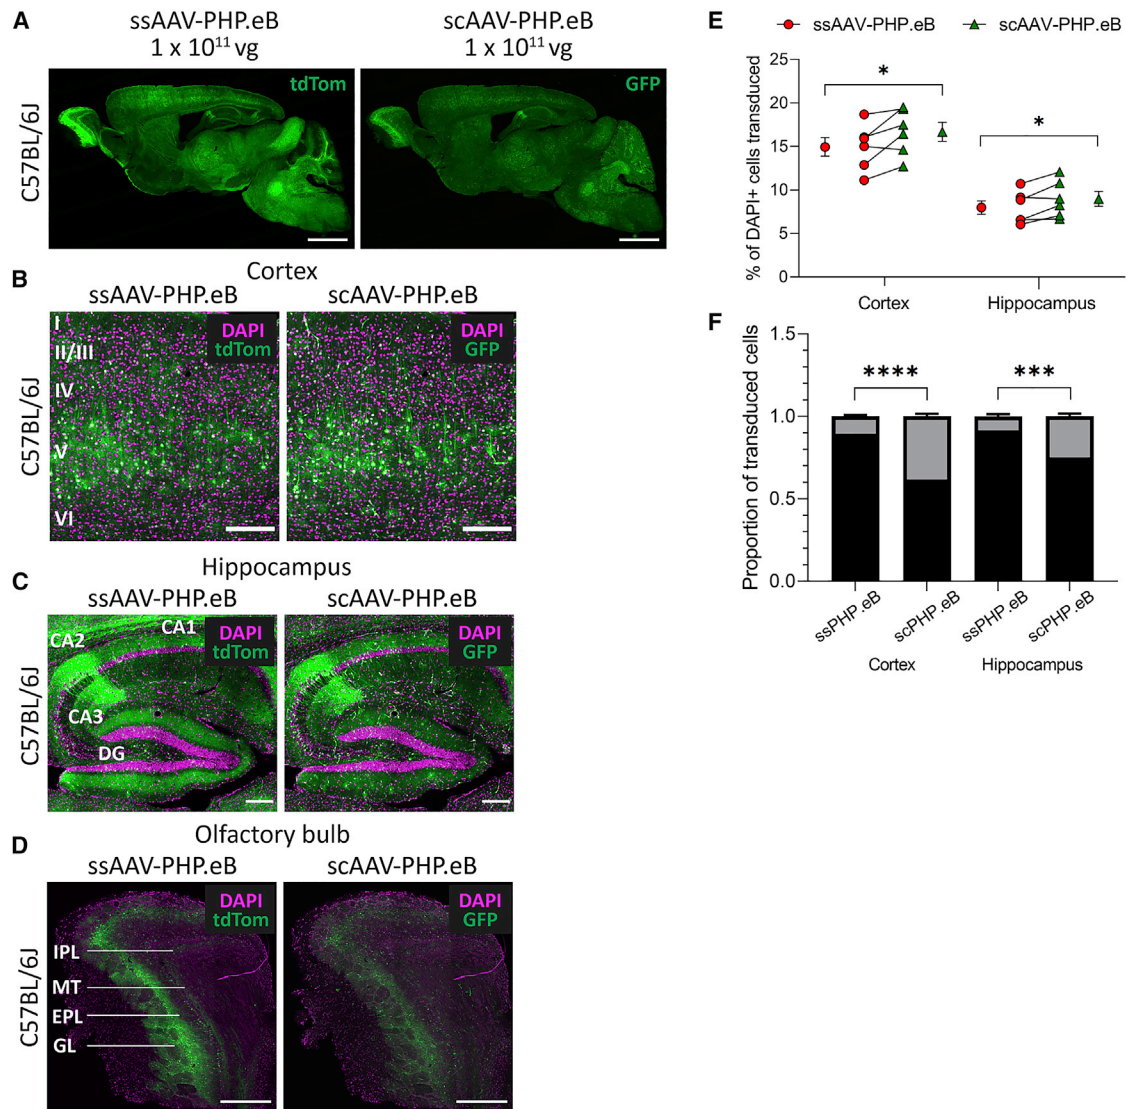 A
ssAAV-PHP.eB
1 x 10¹¹ vg
scAAV-PHP.eB
1 x 10¹¹ vg
C57BL/6J
tdTom
GFP
B
Cortex
ssAAV-PHP.eB
scAAV-PHP.eB
C57BL/6J
I
II/III
IV
V
VI
DAPI
tdTom
DAPI
GFP
C
Hippocampus
ssAAV-PHP.eB
scAAV-PHP.eB
C57BL/6J
CA1
CA2
CA3
DG
DAPI
tdTom
DAPI
GFP
D
Olfactory bulb
ssAAV-PHP.eB
scAAV-PHP.eB
C57BL/6J
IPL
MT
EPL
GL
DAPI
tdTom
DAPI
GFP
E
ssAAV-PHP.eB
scAAV-PHP.eB
% of DAPI+ cells transduced
25
20
15
10
5
0
*
*
Cortex
Hippocampus
F
Proportion of transduced cells
1.5
1.0
0.5
0.0
****
***
ssPHP.eB
scPHP.eB
ssPHP.eB
scPHP.eB
Cortex
Hippocampus